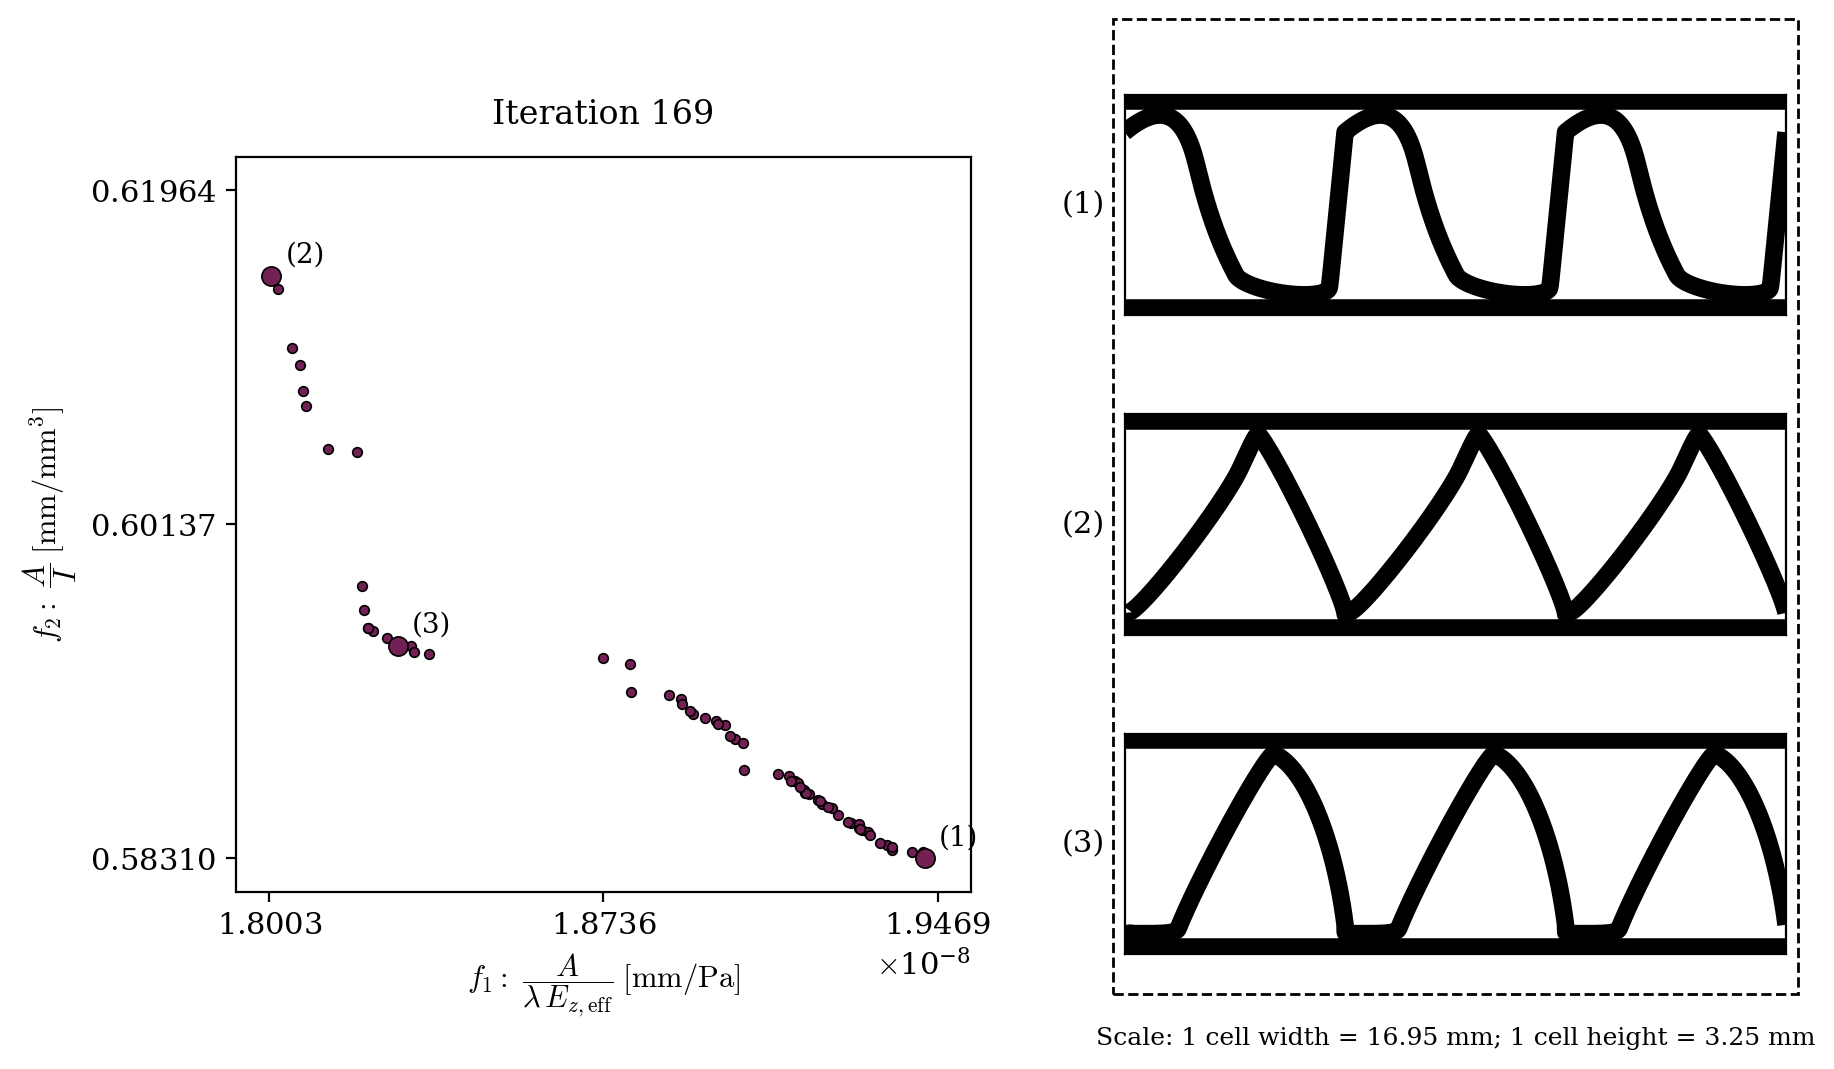 Iteration 169
0.61964
0.60137
0.58310
f₂: A/I [mm/mm³]
(2)
(3)
(1)
1.8003 1.8736 1.9469
×10⁻⁸
f₁: A/(λ E_z,eff) [mm/Pa]
(1)
(2)
(3)
Scale: 1 cell width = 16.95 mm; 1 cell height = 3.25 mm